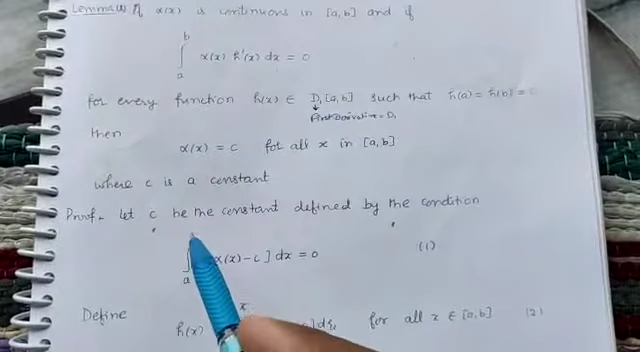 Lemma If α(x) is continuous in [a,b] and if
∫ₐᵇ α(x) h'(x) dx = 0
for every function h(x) ∈ D₁[a,b] such that h(a) = h(b) = 0
↓
First Derivative = D₁
then
α(x) = c for all x in [a,b]
where c is a constant
Proof- Let c be the constant defined by the condition
∫ₐ α(x) - c ] dx = 0 (1)
Define
h(x) ] dξ, for all x ∈ [a,b] (2)